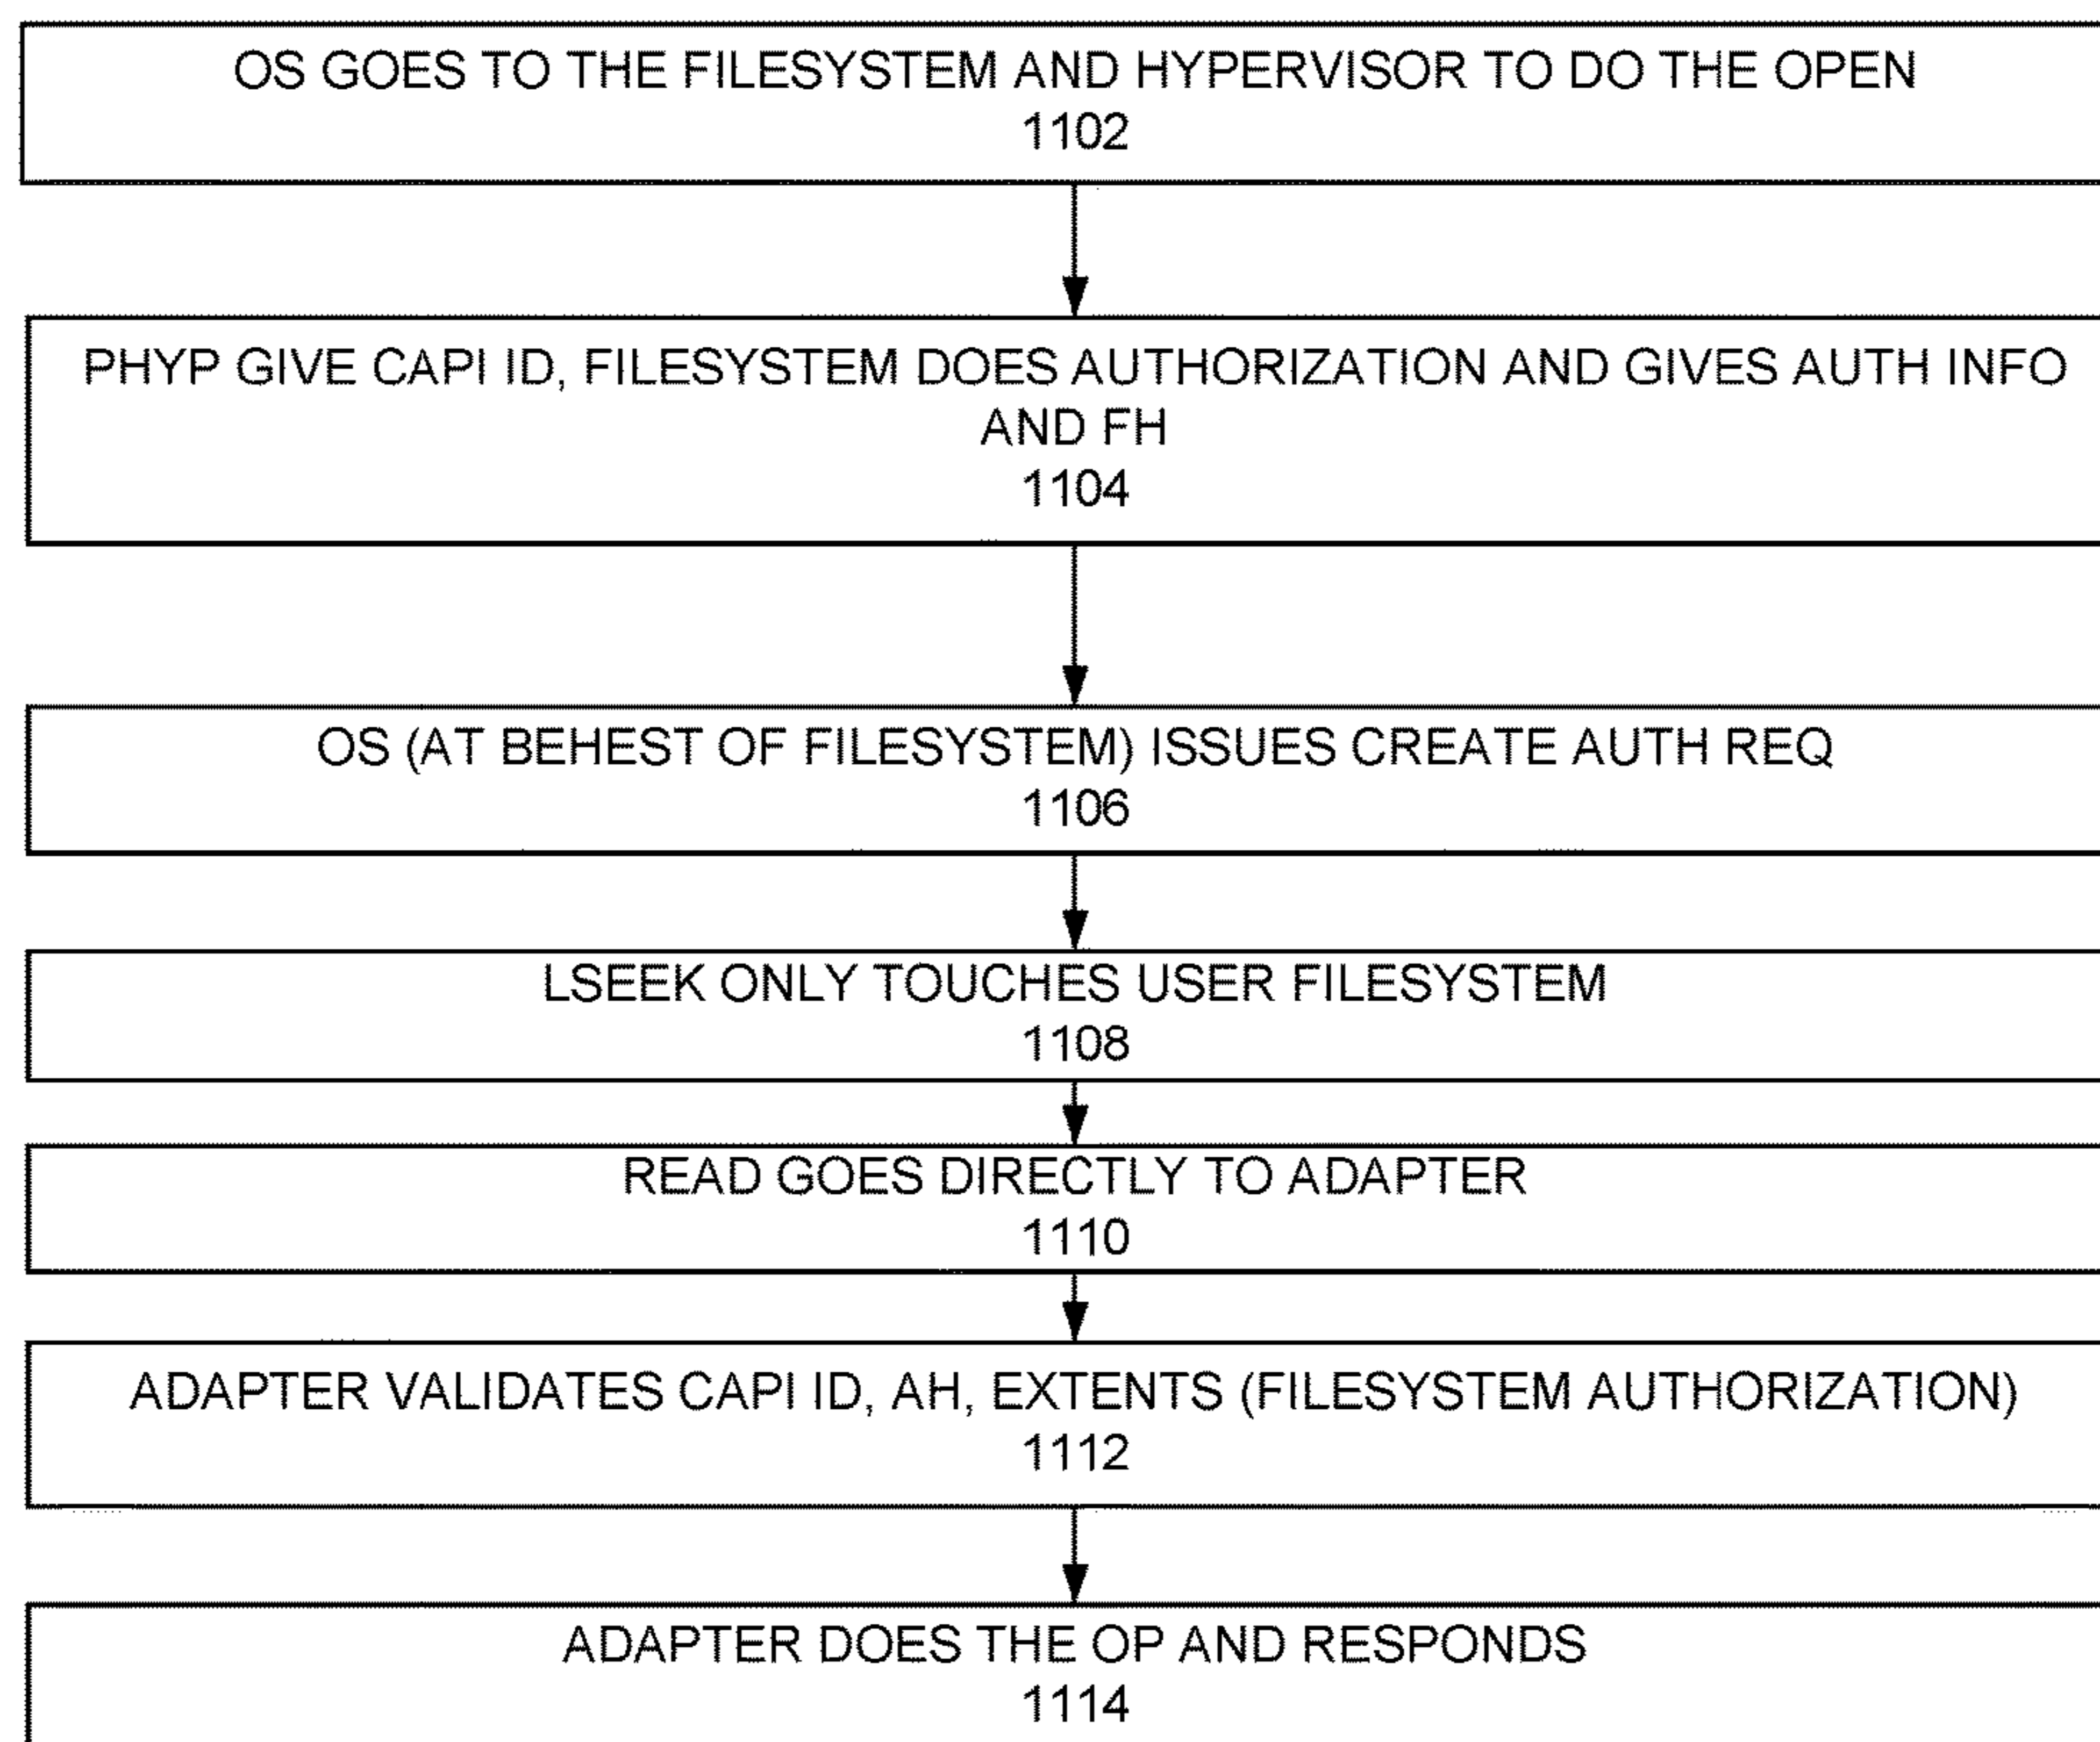 OS GOES TO THE FILESYSTEM AND HYPERVISOR TO DO THE OPEN
1102
PHYP GIVE CAPI ID, FILESYSTEM DOES AUTHORIZATION AND GIVES AUTH INFO
AND FH
1104
OS (AT BEHEST OF FILESYSTEM) ISSUES CREATE AUTH REQ
1106
LSEEK ONLY TOUCHES USER FILESYSTEM
1108
READ GOES DIRECTLY TO ADAPTER
1110
ADAPTER VALIDATES CAPI ID, AH, EXTENTS (FILESYSTEM AUTHORIZATION)
1112
ADAPTER DOES THE OP AND RESPONDS
1114